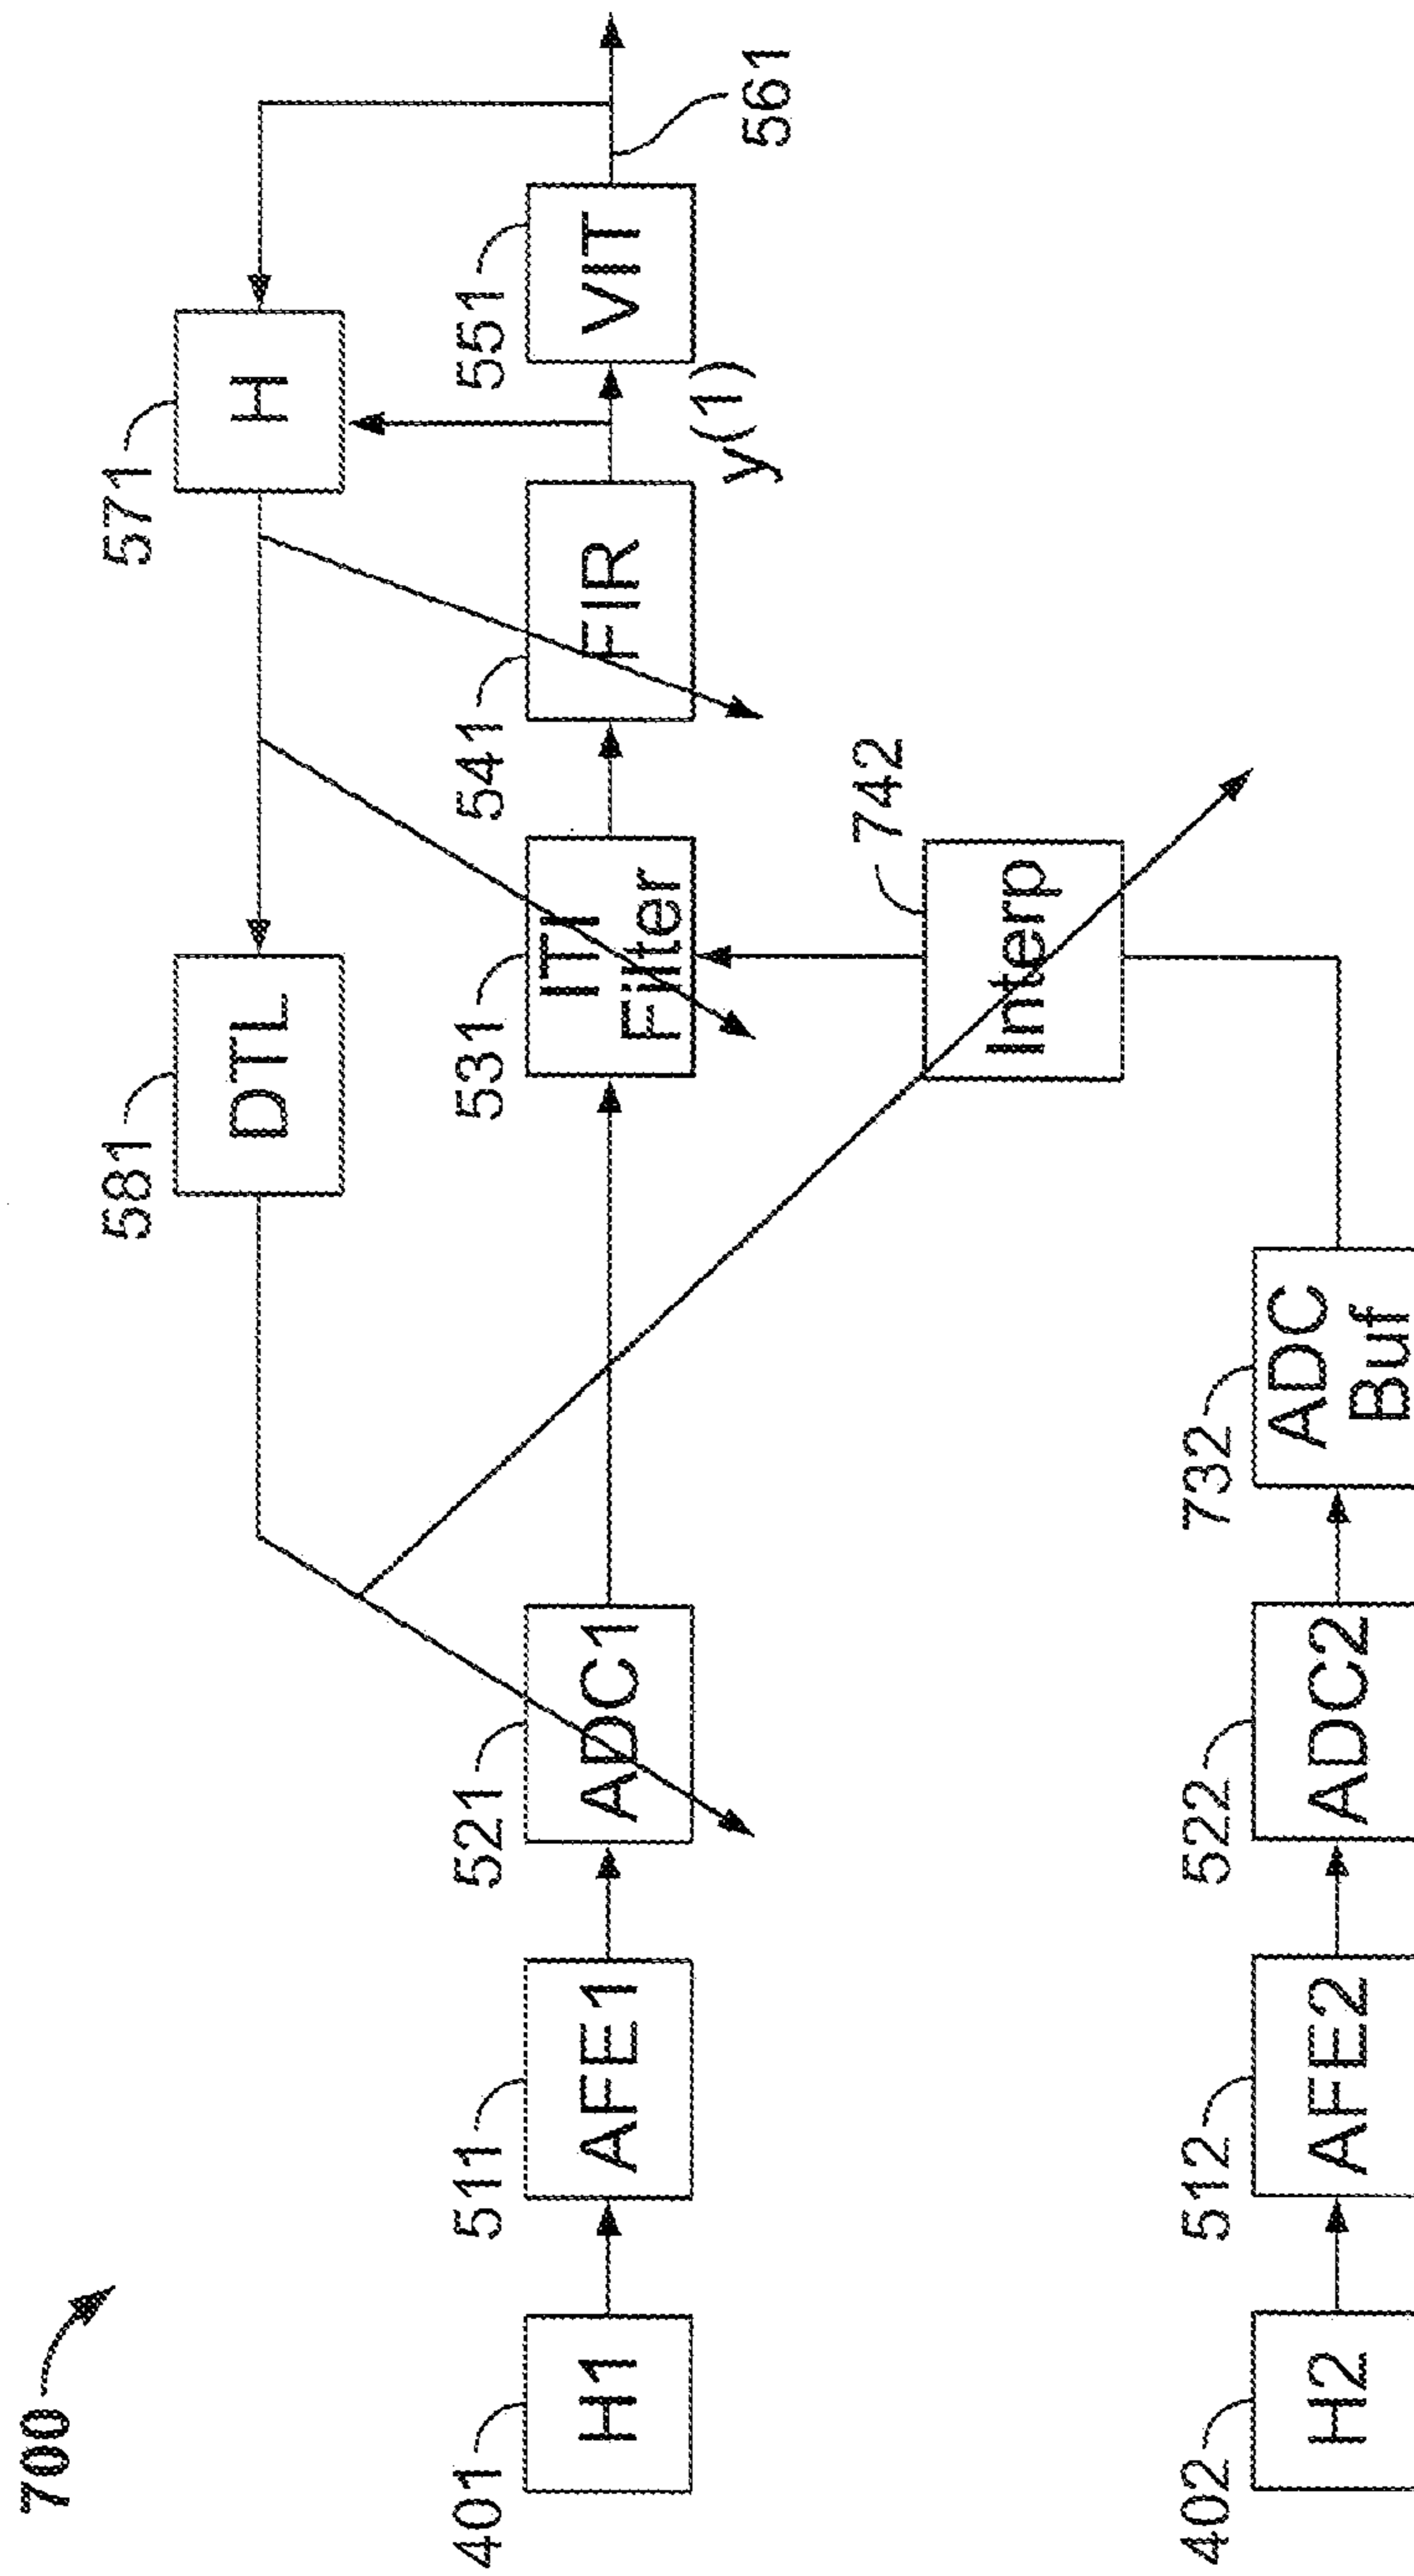 700
571
H
581
DTL
401
H1
511
AFE1
521
ADC1
531
ITI
Filter
541
FIR
y(1)
551
VIT
561
742
Interp
402
H2
512
AFE2
522
ADC2
732
ADC
Buf